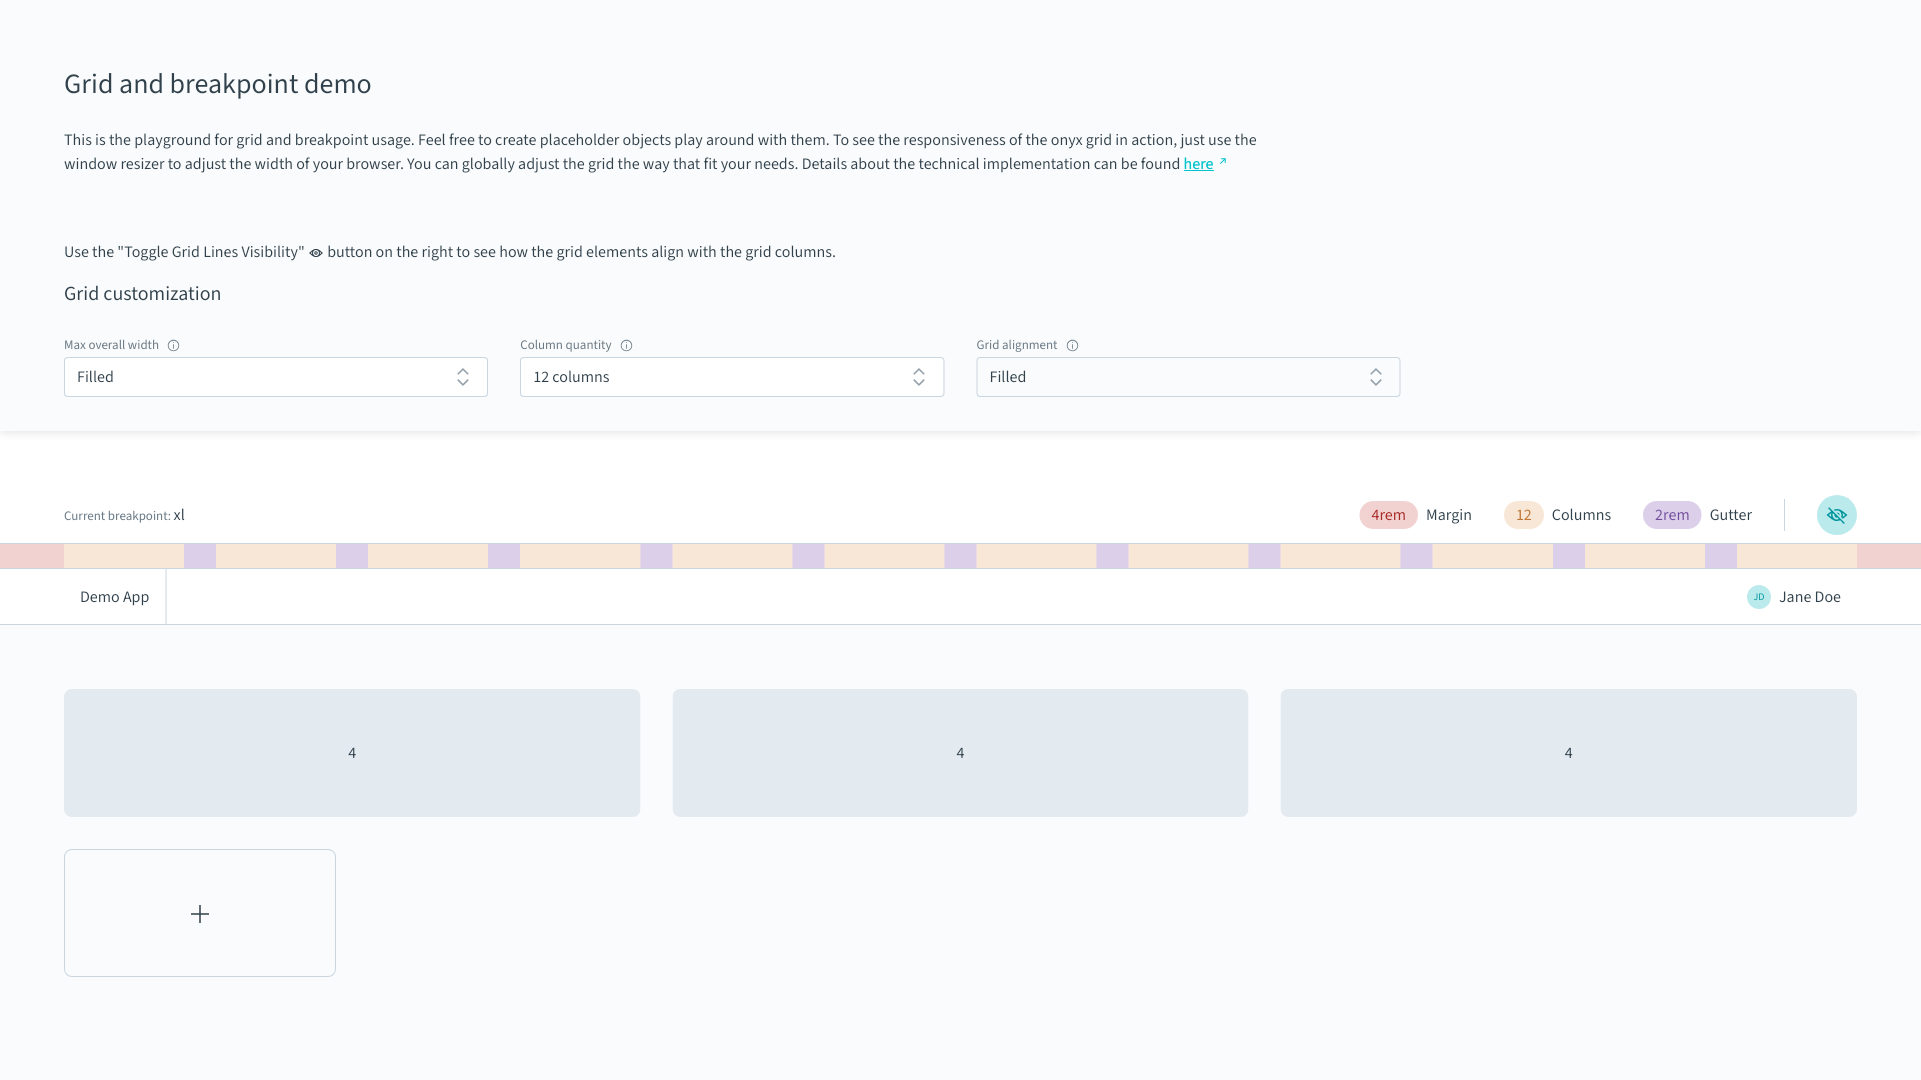 Grid and breakpoint demo
This is the playground for grid and breakpoint usage. Feel free to create placeholder objects play around with them. To see the responsiveness of the onyx grid in action, just use the
window resizer to adjust the width of your browser. You can globally adjust the grid the way that fit your needs. Details about the technical implementation can be found here
Use the "Toggle Grid Lines Visibility" button on the right to see how the grid elements align with the grid columns.
Grid customization
Max overall width
Column quantity
Grid alignment
Filled
12 columns
Filled
Current breakpoint: xl
4rem Margin
12 Columns
2rem Gutter
Demo App
JD Jane Doe
4
4
4